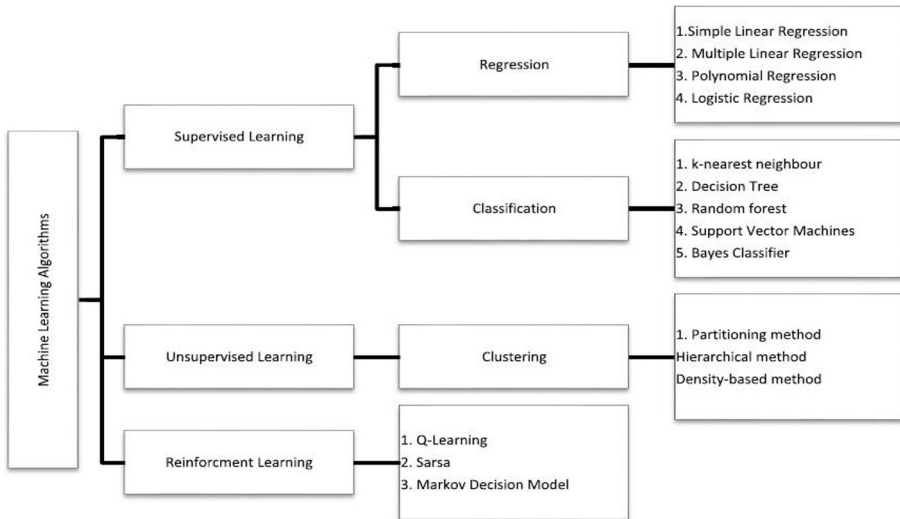 Machine Learning Algorithms
Supervised Learning
Regression
1.Simple Linear Regression
2. Multiple Linear Regression
3. Polynomial Regression
4. Logistic Regression
Classification
1. k-nearest neighbour
2. Decision Tree
3. Random forest
4. Support Vector Machines
5. Bayes Classifier
Unsupervised Learning
Clustering
1. Partitioning method
Hierarchical method
Density-based method
Reinforcment Learning
1. Q-Learning
2. Sarsa
3. Markov Decision Model